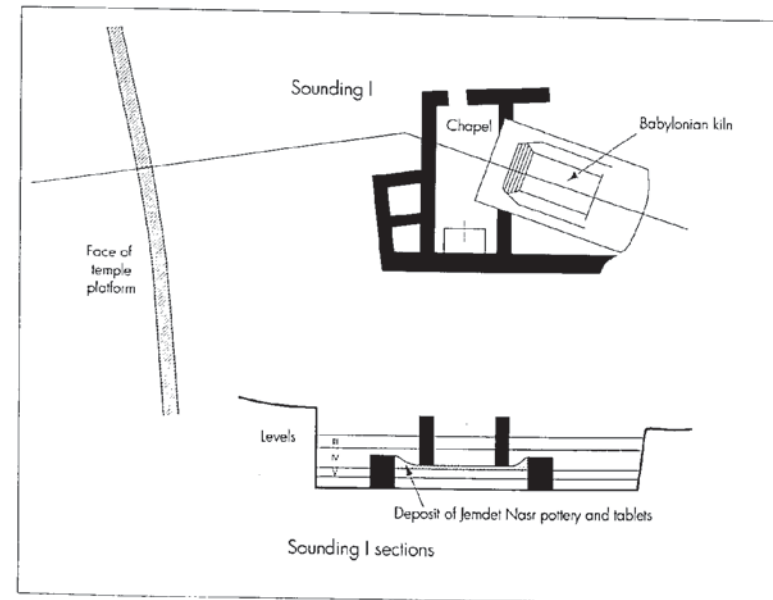 Sounding I
Chapel
Babylonian kiln
Face of
temple
platform
Levels
III
IV
V
Deposit of Jemdet Nasr pottery and tablets
Sounding I sections